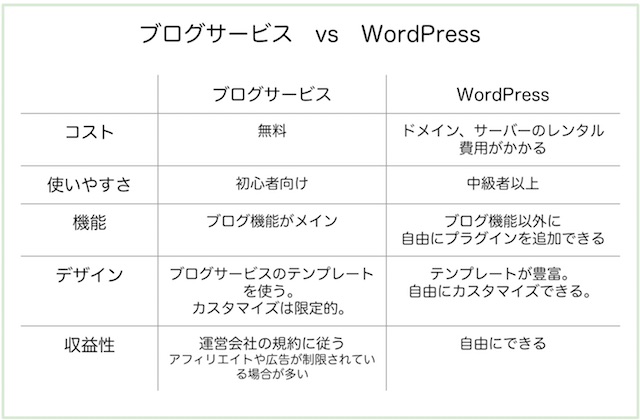 ブログサービス　vs　WordPress
ブログサービス
WordPress
コスト
無料
ドメイン、サーバーのレンタル
費用がかかる
使いやすさ
初心者向け
中級者以上
機能
ブログ機能がメイン
ブログ機能以外に
自由にプラグインを追加できる
デザイン
ブログサービスのテンプレート
を使う。
カスタマイズは限定的。
テンプレートが豊富。
自由にカスタマイズできる。
収益性
運営会社の規約に従う
アフィリエイトや広告が制限されてい
る場合が多い
自由にできる